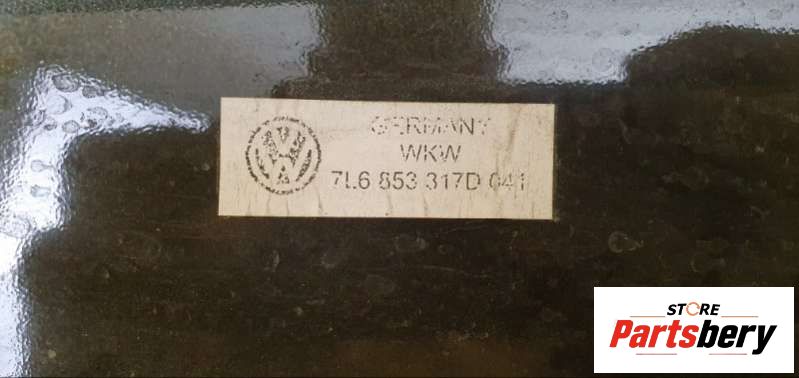 GERMANY
WKW
7L6 853 317D 041
STORE
Partsbery